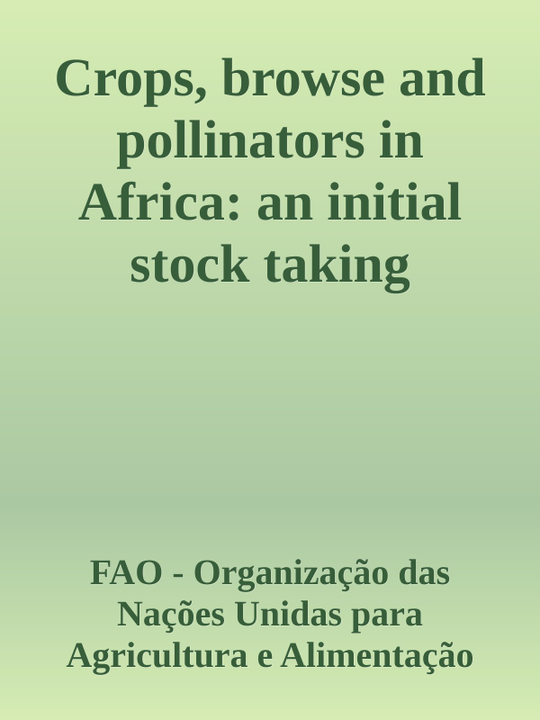 Crops, browse and
pollinators in
Africa: an initial
stock taking
FAO - Organização das
Nações Unidas para
Agricultura e Alimentação